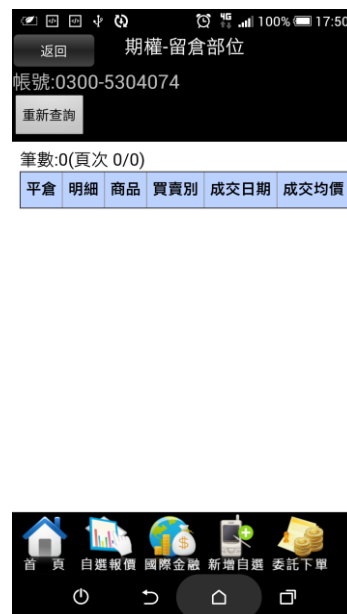 4G 100% 17:50
返回 期權-留倉部位
帳號:0300-5304074
重新查詢
筆數:0(頁次 0/0)
平倉 明細 商品 買賣別 成交日期 成交均價
首 頁 自選報價 國際金融 新增自選 委託下單